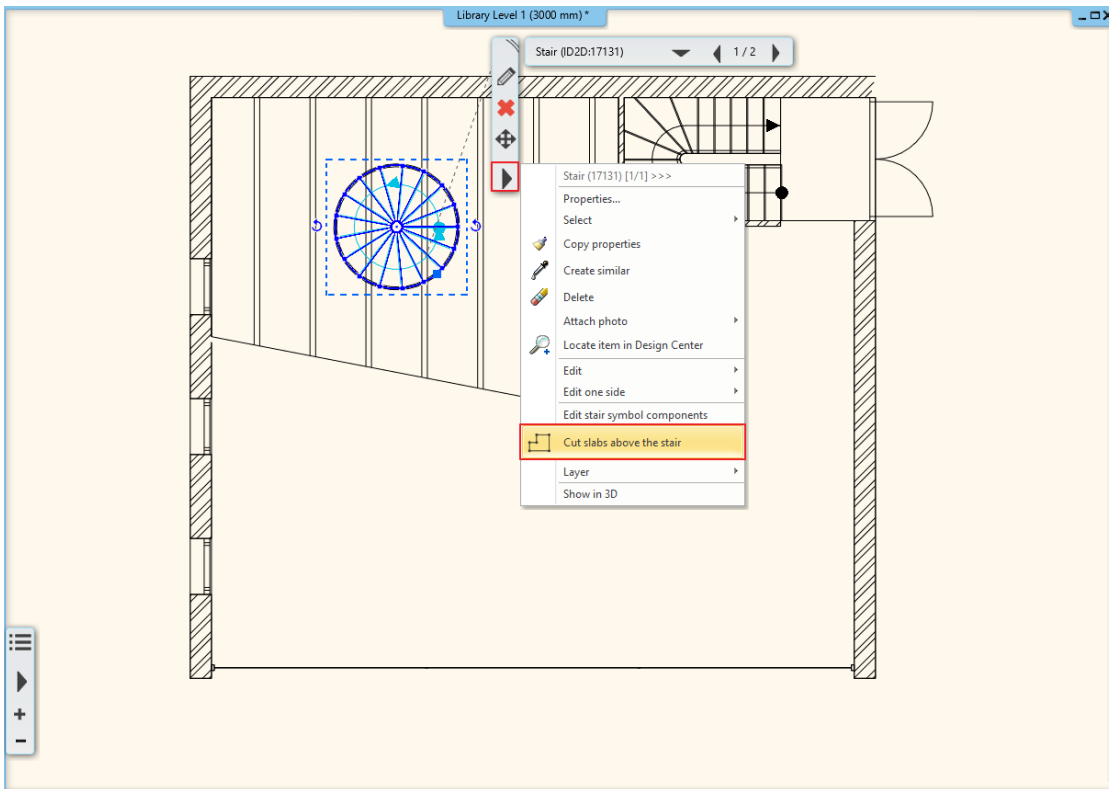 Library Level 1 (3000 mm) *
Stair (ID2D:17131)
1 / 2
Stair (17131) [1/1] >>>
Properties...
Select
Copy properties
Create similar
Delete
Attach photo
Locate item in Design Center
Edit
Edit one side
Edit stair symbol components
Cut slabs above the stair
Layer
Show in 3D